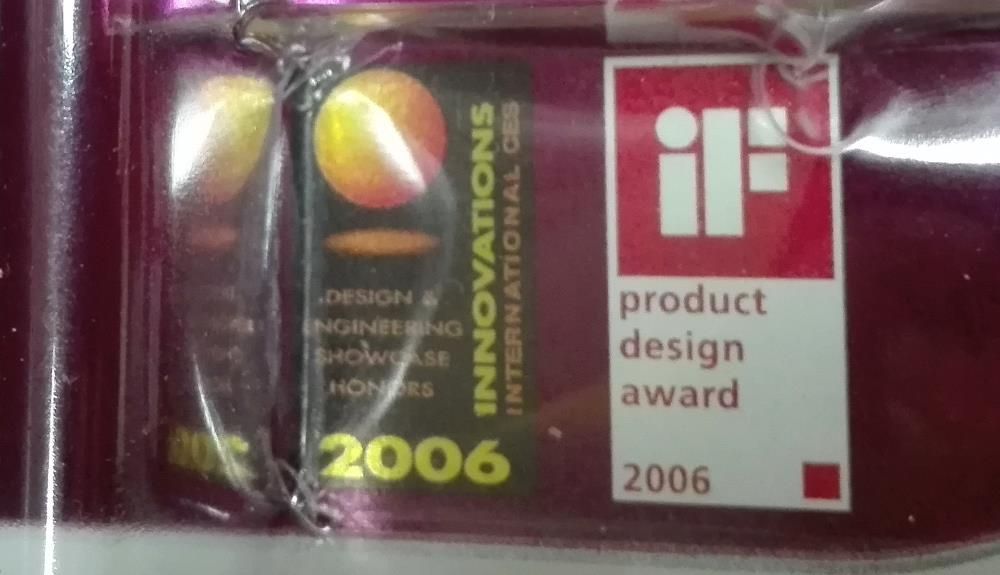 DESIGN &
ENGINEERING
SHOWCASE
HONORS
2006
INNOVATIONS
INTERNATIONAL CES
iF
product
design
award
2006